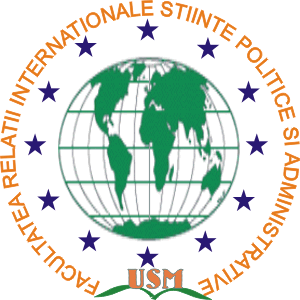 FACULTATEA RELATII INTERNATIONALE STIINTE POLITICE SI ADMINISTRATIVE
USM